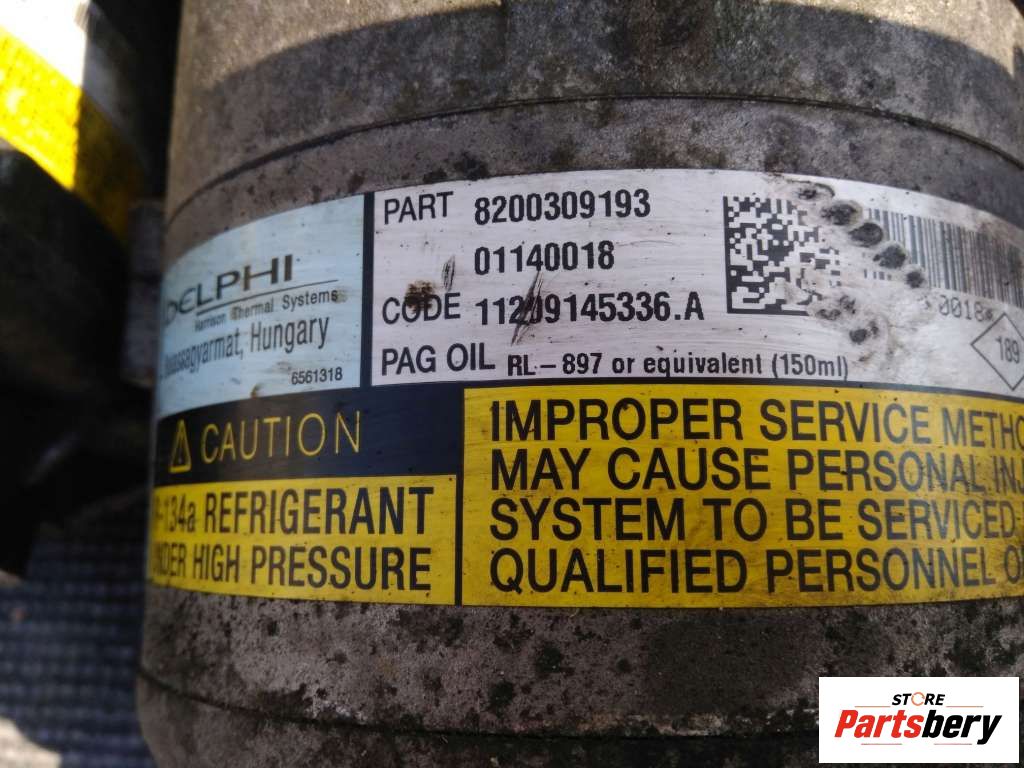 DELPHI
Harrison Thermal Systems
Hungary
6561318
PART 8200309193
01140018
CODE 11209145336.A
PAG OIL RL-897 or equivalent (150ml)
0018
189
CAUTION
-134a REFRIGERANT
UNDER HIGH PRESSURE
IMPROPER SERVICE METHO
MAY CAUSE PERSONAL INJ
SYSTEM TO BE SERVICED
QUALIFIED PERSONNEL O
STORE
Partsbery